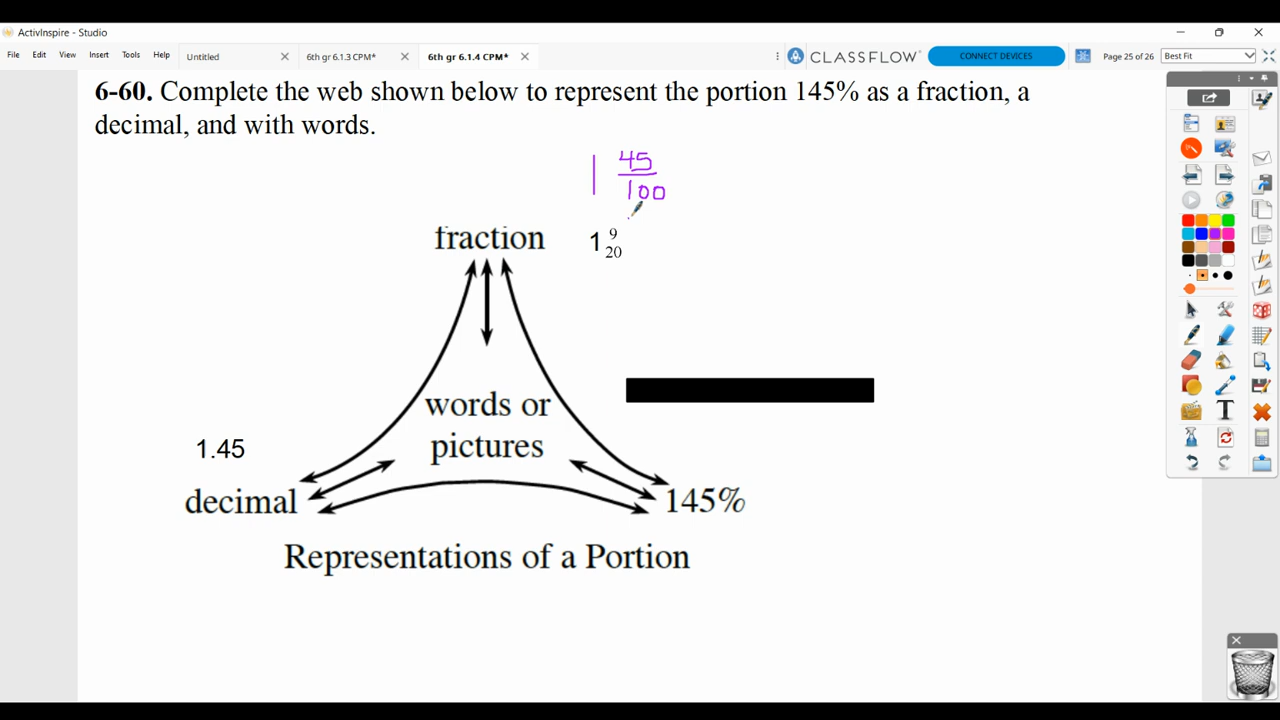 ActivInspire - Studio
File Edit View Insert Tools Help Untitled 6th gr 6.1.3 CPM* 6th gr 6.1.4 CPM* CLASSFLOW CONNECT DEVICES Page 25 of 26 Best Fit
6-60. Complete the web shown below to represent the portion 145% as a fraction, a
decimal, and with words.
1 45/100
fraction 1 9/20
words or
pictures
1.45
decimal 145%
Representations of a Portion